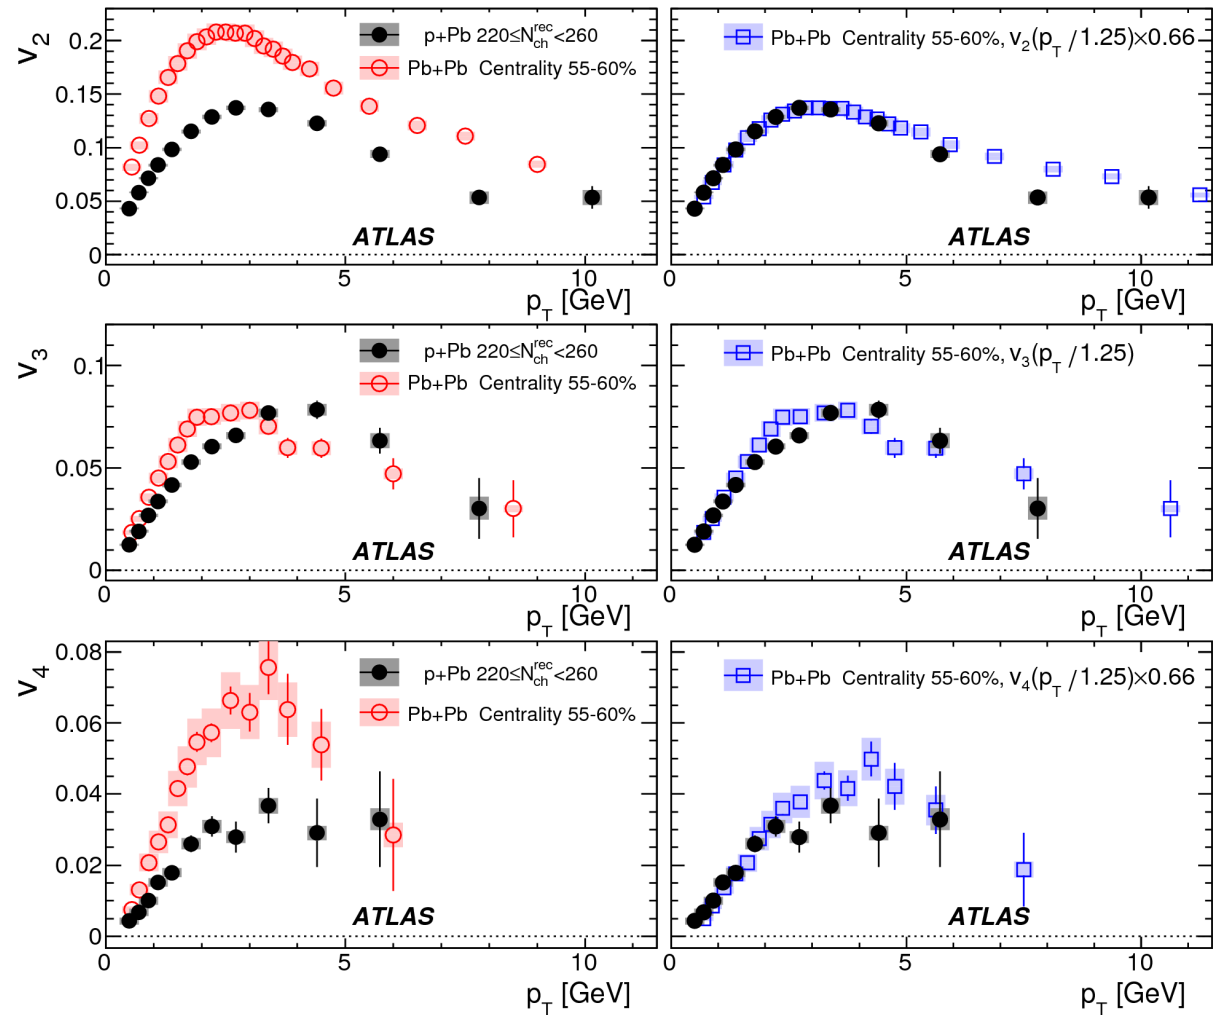 v₂
0.2
0.15
0.1
0.05
0
p+Pb 220≤N_ch^rec<260
Pb+Pb Centrality 55-60%
ATLAS
0 5 10
p_T [GeV]
Pb+Pb Centrality 55-60%, v₂(p_T /1.25)×0.66
ATLAS
0 5 10
p_T [GeV]
v₃
0.1
0.05
0
p+Pb 220≤N_ch^rec<260
Pb+Pb Centrality 55-60%
ATLAS
0 5 10
p_T [GeV]
Pb+Pb Centrality 55-60%, v₃(p_T /1.25)
ATLAS
0 5 10
p_T [GeV]
v₄
0.08
0.06
0.04
0.02
0
p+Pb 220≤N_ch^rec<260
Pb+Pb Centrality 55-60%
ATLAS
0 5 10
p_T [GeV]
Pb+Pb Centrality 55-60%, v₄(p_T /1.25)×0.66
ATLAS
0 5 10
p_T [GeV]